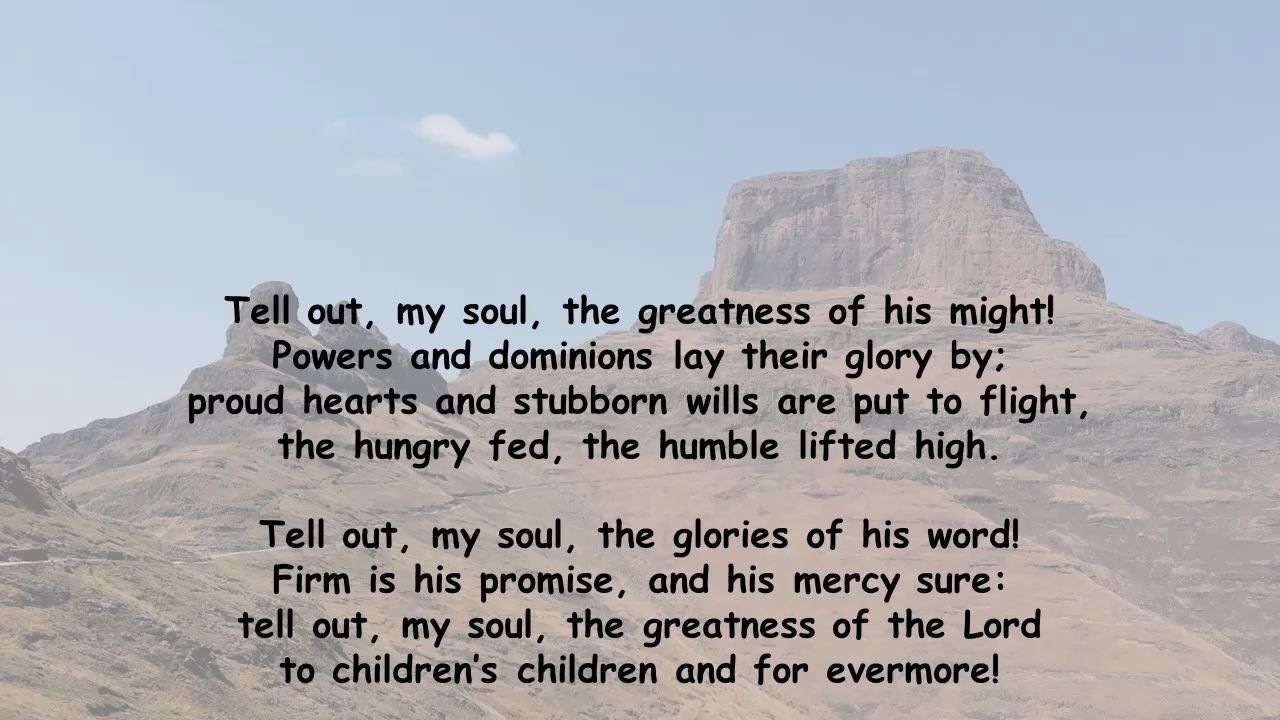 Tell out, my soul, the greatness of his might!
Powers and dominions lay their glory by;
proud hearts and stubborn wills are put to flight,
the hungry fed, the humble lifted high.
Tell out, my soul, the glories of his word!
Firm is his promise, and his mercy sure:
tell out, my soul, the greatness of the Lord
to children's children and for evermore!